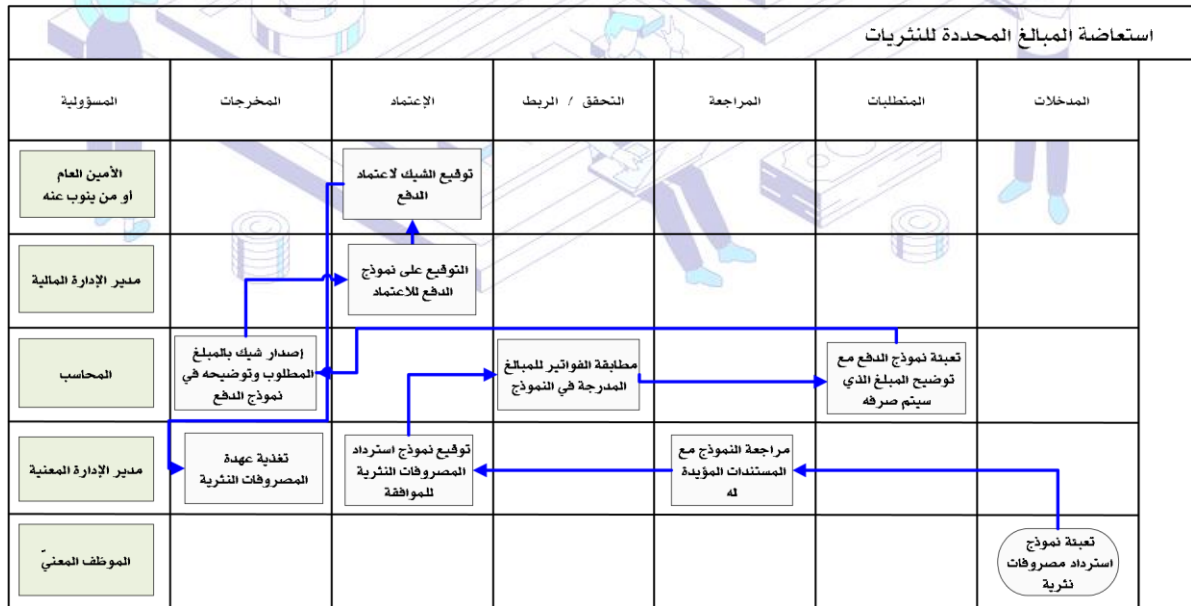 استعاضة المبالغ المحددة للنثريات
المدخلات
المتطلبات
المراجعة
التحقق / الربط
الإعتماد
المخرجات
المسؤولية
توقيع الشيك لاعتماد
الدفع
الأمين العام
او من ينوب عنه
التوقيع على نموذج
الدفع للاعتماد
مدير الإدارة المالية
تعبئة نموذج الدفع مع
توضيح المبلغ الذي
سيتم صرفه
مطابقة الفواتير للمبالغ
المدرجة في النموذج
إصدار شيك بالمبلغ
المطلوب وتوضيحه في
نموذج الدفع
المحاسب
مراجعة النموذج مع
المستندات المؤيدة
له
توقيع نموذج استرداد
المصروفات النثرية
للموافقة
تغذية عهدة
المصروفات النثرية
مدير الإدارة المعنية
تعبئة نموذج
استرداد مصروفات
نثرية
الموظف المعنيّ